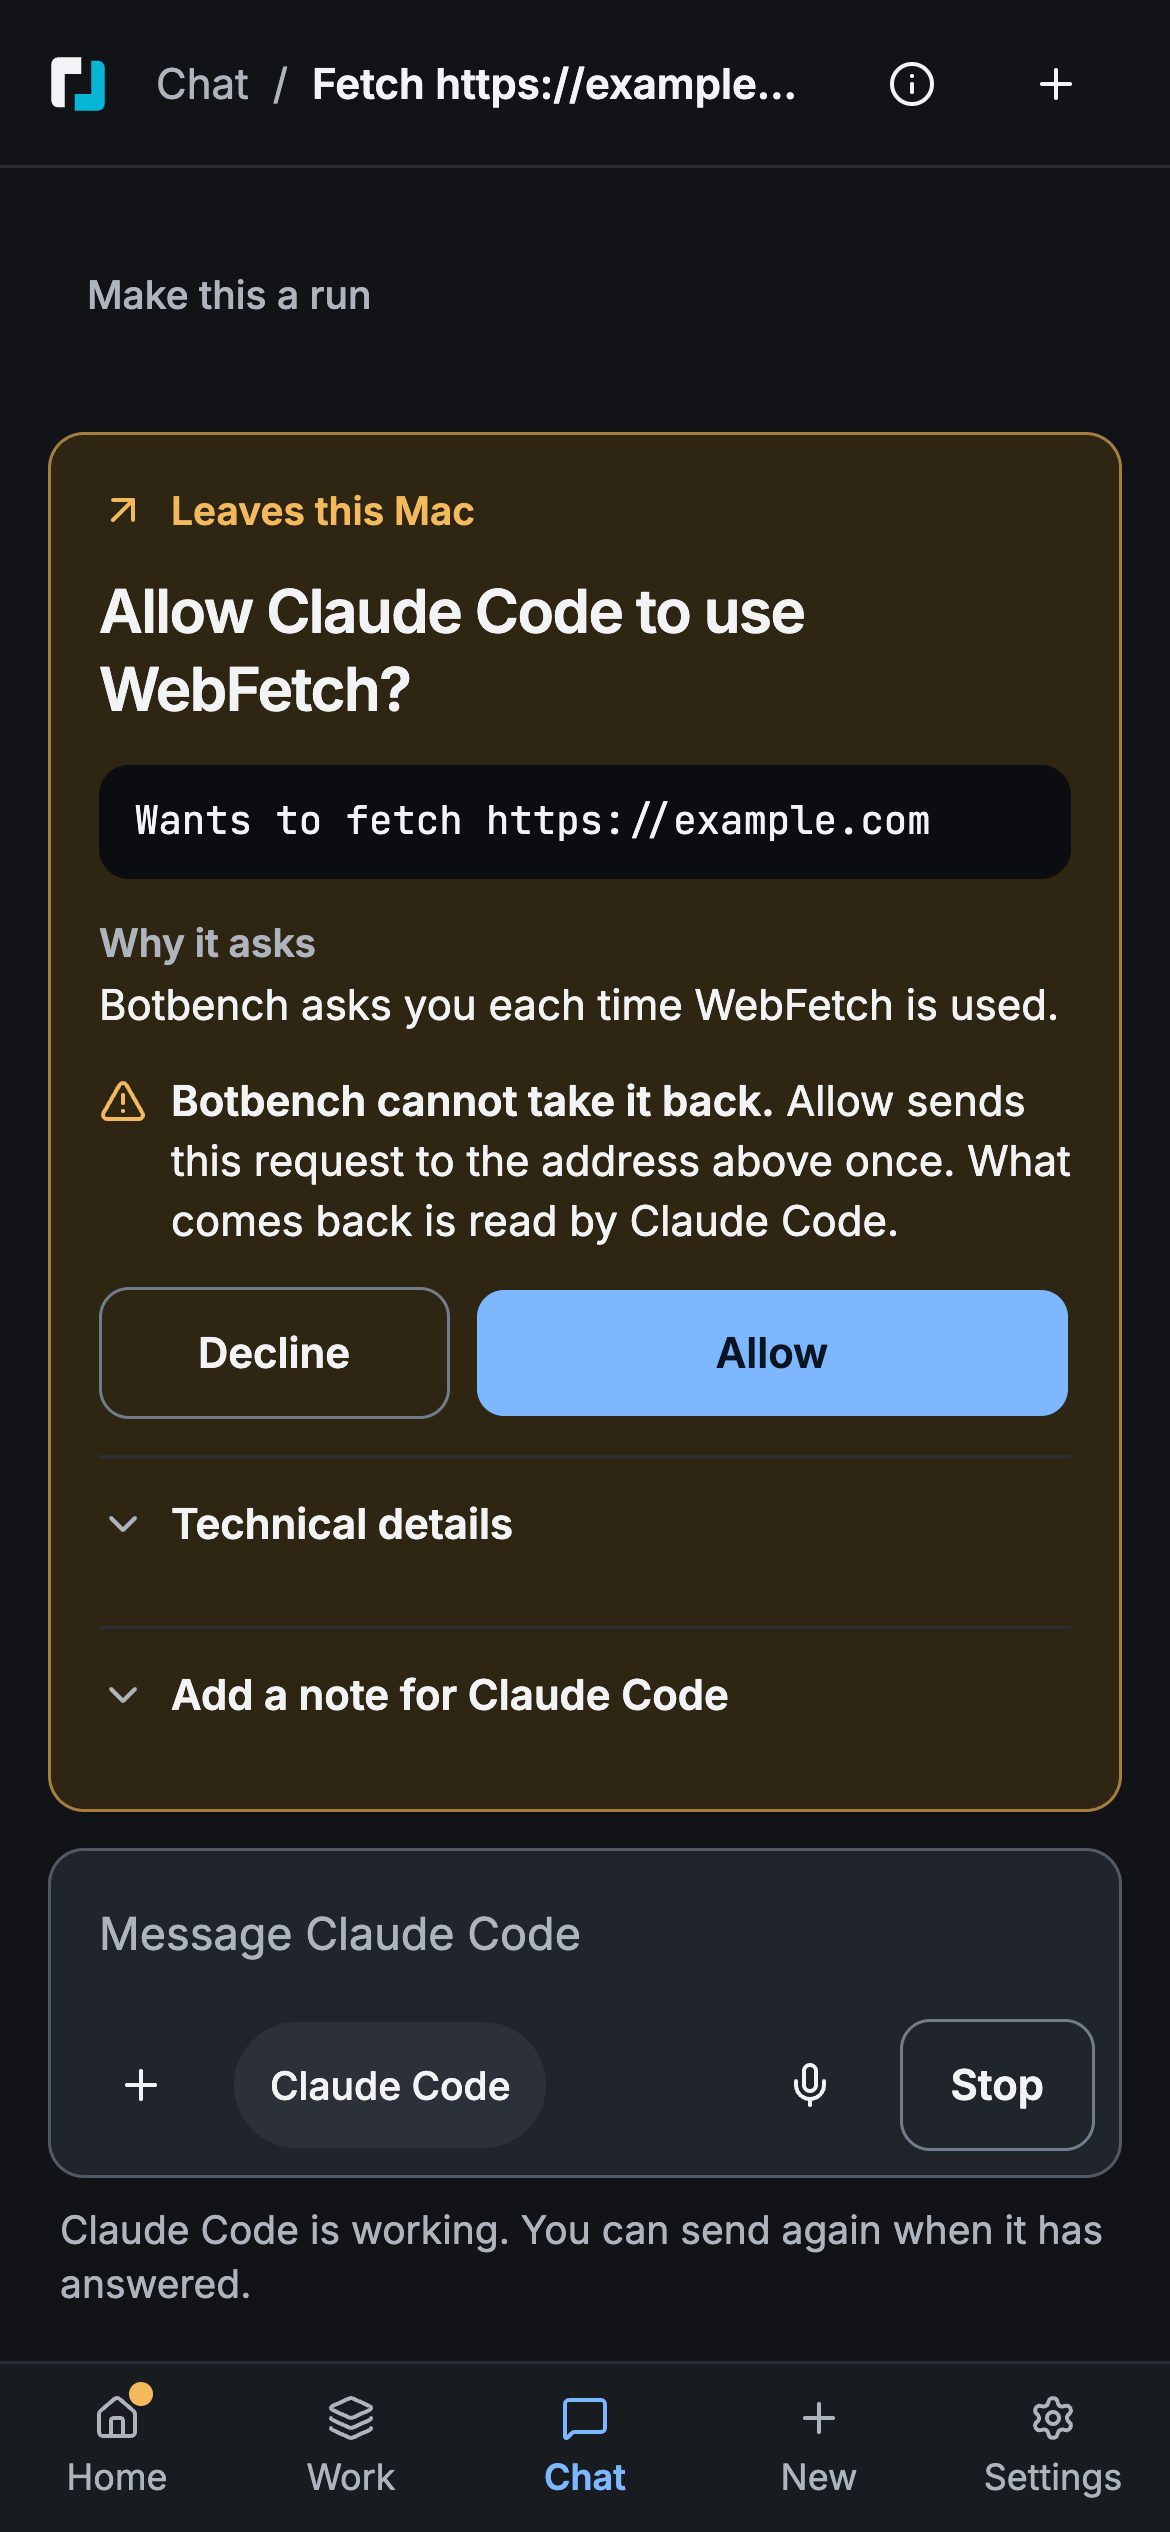 Chat / Fetch https://example...
Make this a run
Leaves this Mac
Allow Claude Code to use
WebFetch?
Wants to fetch https://example.com
Why it asks
Botbench asks you each time WebFetch is used.
Botbench cannot take it back. Allow sends
this request to the address above once. What
comes back is read by Claude Code.
Decline
Allow
Technical details
Add a note for Claude Code
Message Claude Code
Claude Code
Stop
Claude Code is working. You can send again when it has
answered.
Home
Work
Chat
New
Settings